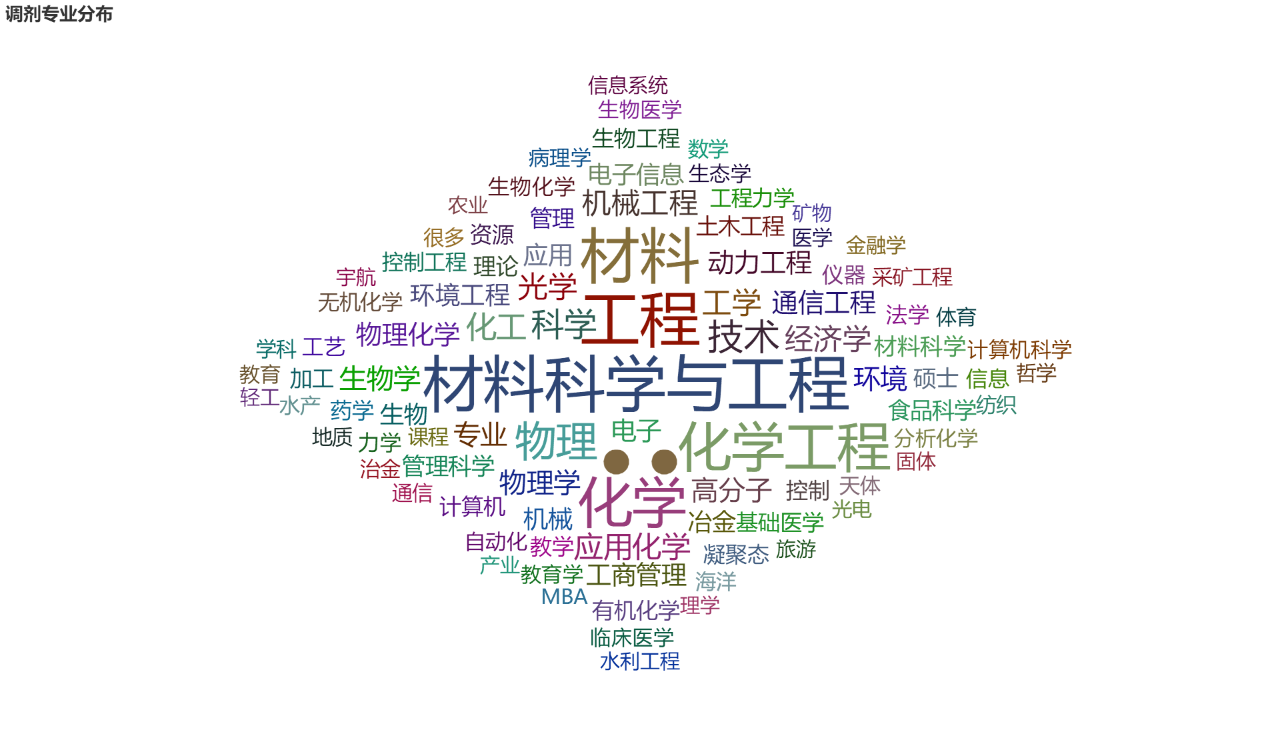 调剂专业分布
信息系统
生物医学
生物工程
数学
病理学
电子信息
生态学
生物化学
机械工程
工程力学
农业
管理
土木工程
矿物
很多
资源
应用
材料
医学
金融学
控制工程
理论
动力工程
仪器
采矿工程
宇航
光学
无机化学
环境工程
工程
工学
通信工程
法学
体育
物理化学
化工
科学
技术
经济学
材料科学
计算机科学
学科
工艺
教育
加工
生物学
材料科学与工程
环境
硕士
信息
哲学
轻工
水产
药学
生物
食品科学
纺织
地质
力学
课程
专业
物理
电子
化学工程
分析化学
固体
冶金
管理科学
通信
物理学
●●
高分子
控制
天体
光电
计算机
机械
化学
冶金
基础医学
自动化
教学
应用化学
凝聚态
旅游
产业
教育学
工商管理
海洋
MBA
有机化学
理学
临床医学
水利工程